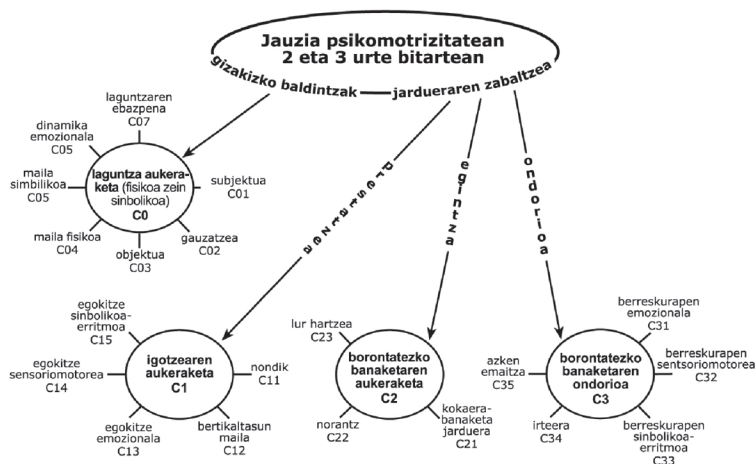 Jauzia psikomotrizitatean
2 eta 3 urte bitartean
gizakizko baldintzak
jardueraren zabaltzea
laguntzaren
ebazpena
C07
dinamika
emozionala
C05
maila
simbilikoa
C05
laguntza aukera-
keta (fisikoa zein
sinbolikoa)
C0
subjektua
C01
maila fisikoa
C04
gauzatzea
C02
objektua
C03
Prestatzea
egintza
ondorioa
egokitze
sinbolikoa-
erritmoa
C15
egokitze
sensoriomotorea
C14
igotzearen
aukeraketa
C1
nondik
C11
egokitze
emozionala
C13
bertikaltasun
maila
C12
lur hartzea
C23
borontatezko
banaketaren
aukeraketa
C2
norantz
C22
kokaera-
banaketa
jarduera
C21
berreskurapen
emozionala
C31
azken
emaitza
C35
borontatezko
banaketaren
ondorioa
C3
berreskurapen
sentsoriomotorea
C32
irteera
C34
berreskurapen
sinbolikoa-
erritmoa
C33